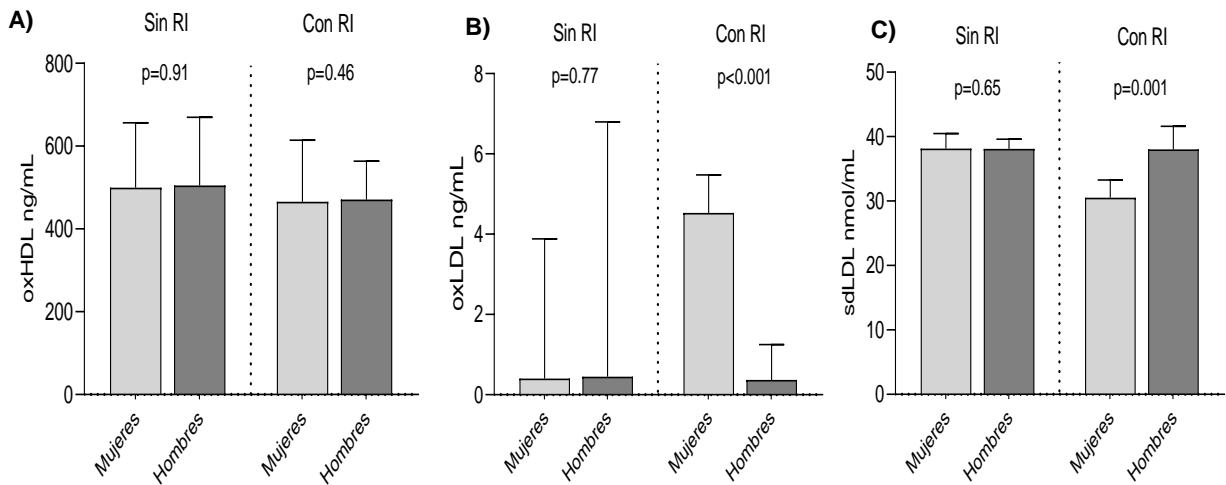 A)
Sin RI
Con RI
p=0.91
p=0.46
oxHDL ng/mL
800
600
400
200
0
Mujeres
Hombres
Mujeres
Hombres
B)
Sin RI
Con RI
p=0.77
p<0.001
oxLDL ng/mL
8
6
4
2
0
Mujeres
Hombres
Mujeres
Hombres
C)
Sin RI
Con RI
p=0.65
p=0.001
sdLDL nmol/mL
50
40
30
20
10
0
Mujeres
Hombres
Mujeres
Hombres